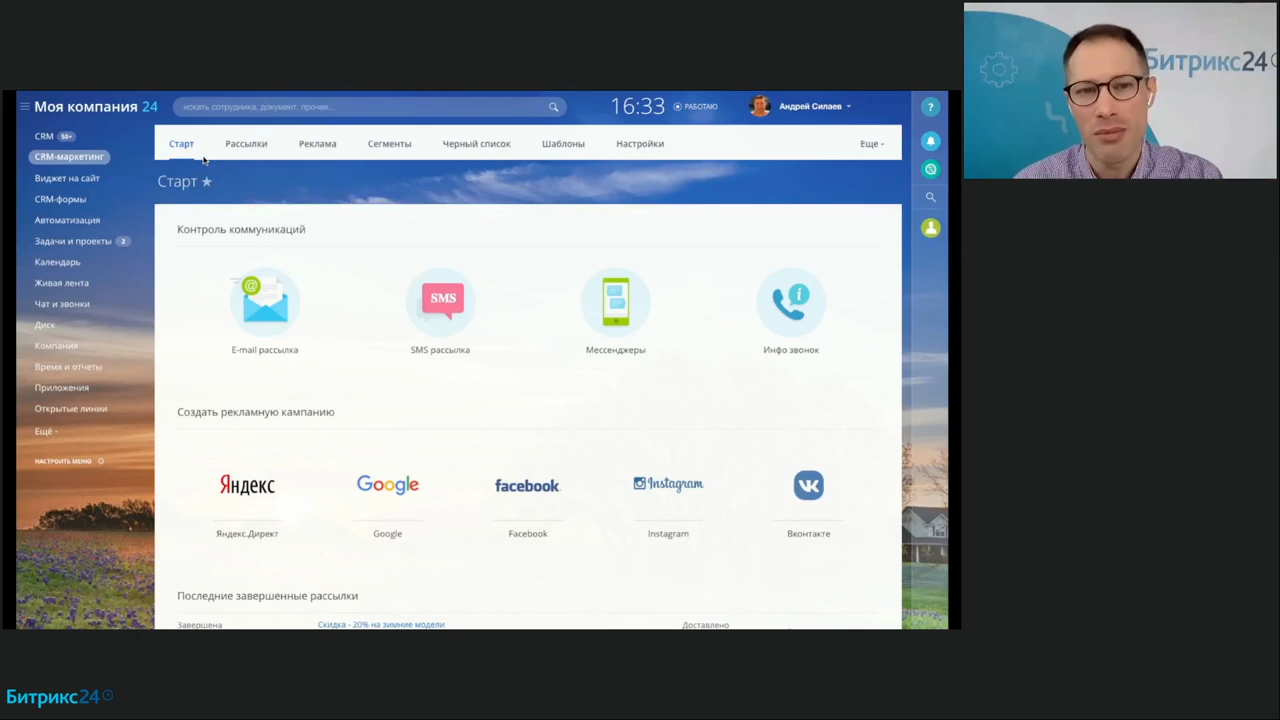 Битрикс24
Моя компания 24
искать сотрудника, документ, прочее...
16:33
РАБОТАЮ
Андрей Силаев
?
CRM 50+
CRM-маркетинг
Виджет на сайт
CRM-формы
Автоматизация
Задачи и проекты 2
Календарь
Живая лента
Чат и звонки
Диск
Компания
Время и отчеты
Приложения
Открытые линии
Ещё
НАСТРОИТЬ МЕНЮ
Старт Рассылки Реклама Сегменты Черный список Шаблоны Настройки Еще
Старт
Контроль коммуникаций
@ SMS i
E-mail рассылка SMS рассылка Мессенджеры Инфо звонок
Создать рекламную кампанию
Яндекс Google facebook Instagram VK
Яндекс.Директ Google Facebook Instagram Вконтакте
Последние завершенные рассылки
Завершена Скидка - 20% на зимние модели Доставлено
Битрикс24